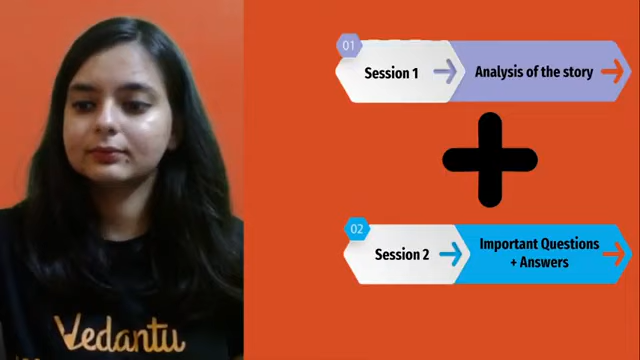 01
Session 1
Analysis of the story
02
Session 2
Important Questions
+ Answers
Vedantu